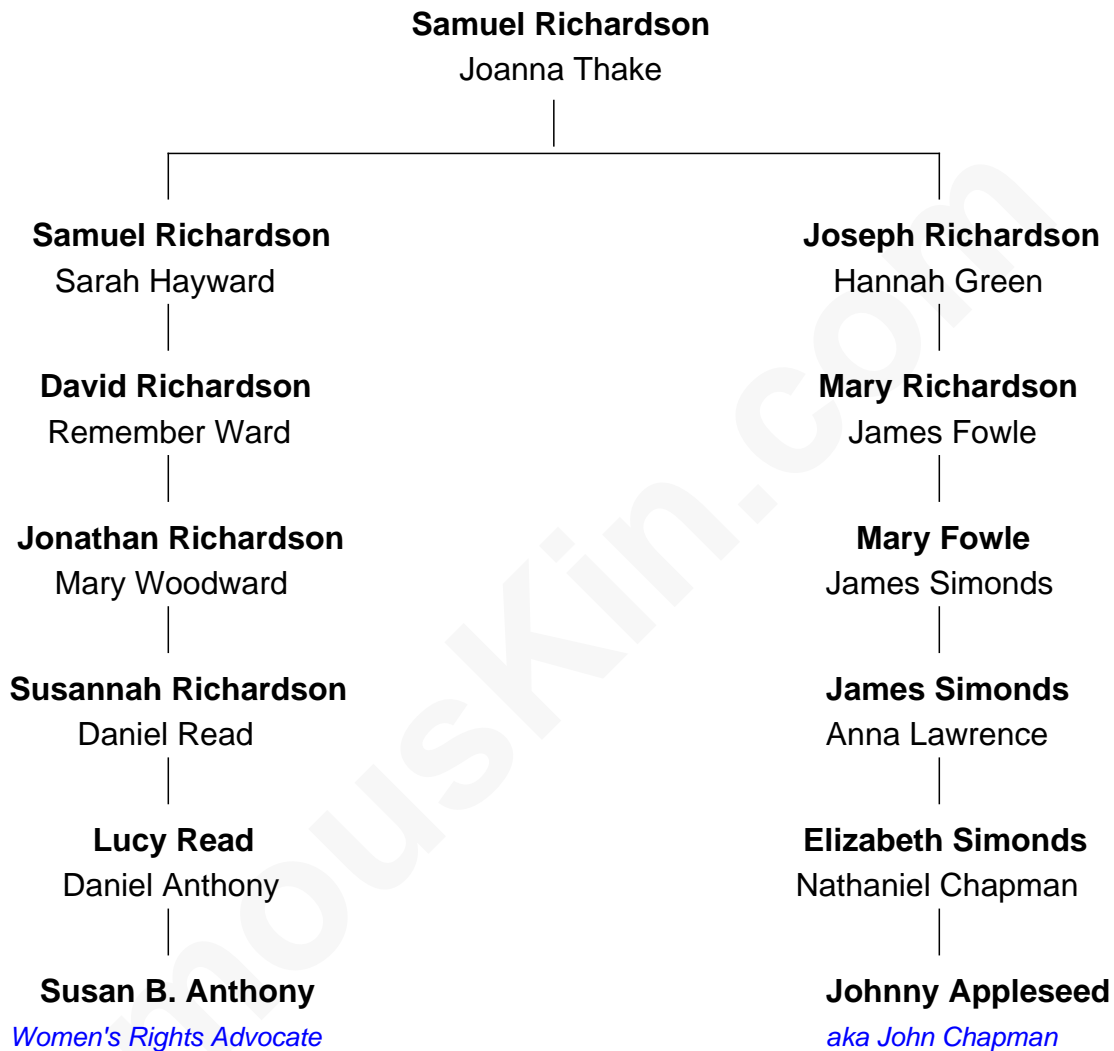 Samuel Richardson
Joanna Thake
Samuel Richardson
Sarah Hayward
Joseph Richardson
Hannah Green
David Richardson
Remember Ward
Mary Richardson
James Fowle
Jonathan Richardson
Mary Woodward
Mary Fowle
James Simonds
Susannah Richardson
Daniel Read
James Simonds
Anna Lawrence
Lucy Read
Daniel Anthony
Elizabeth Simonds
Nathaniel Chapman
Susan B. Anthony
Women's Rights Advocate
Johnny Appleseed
aka John Chapman
mousKin.com